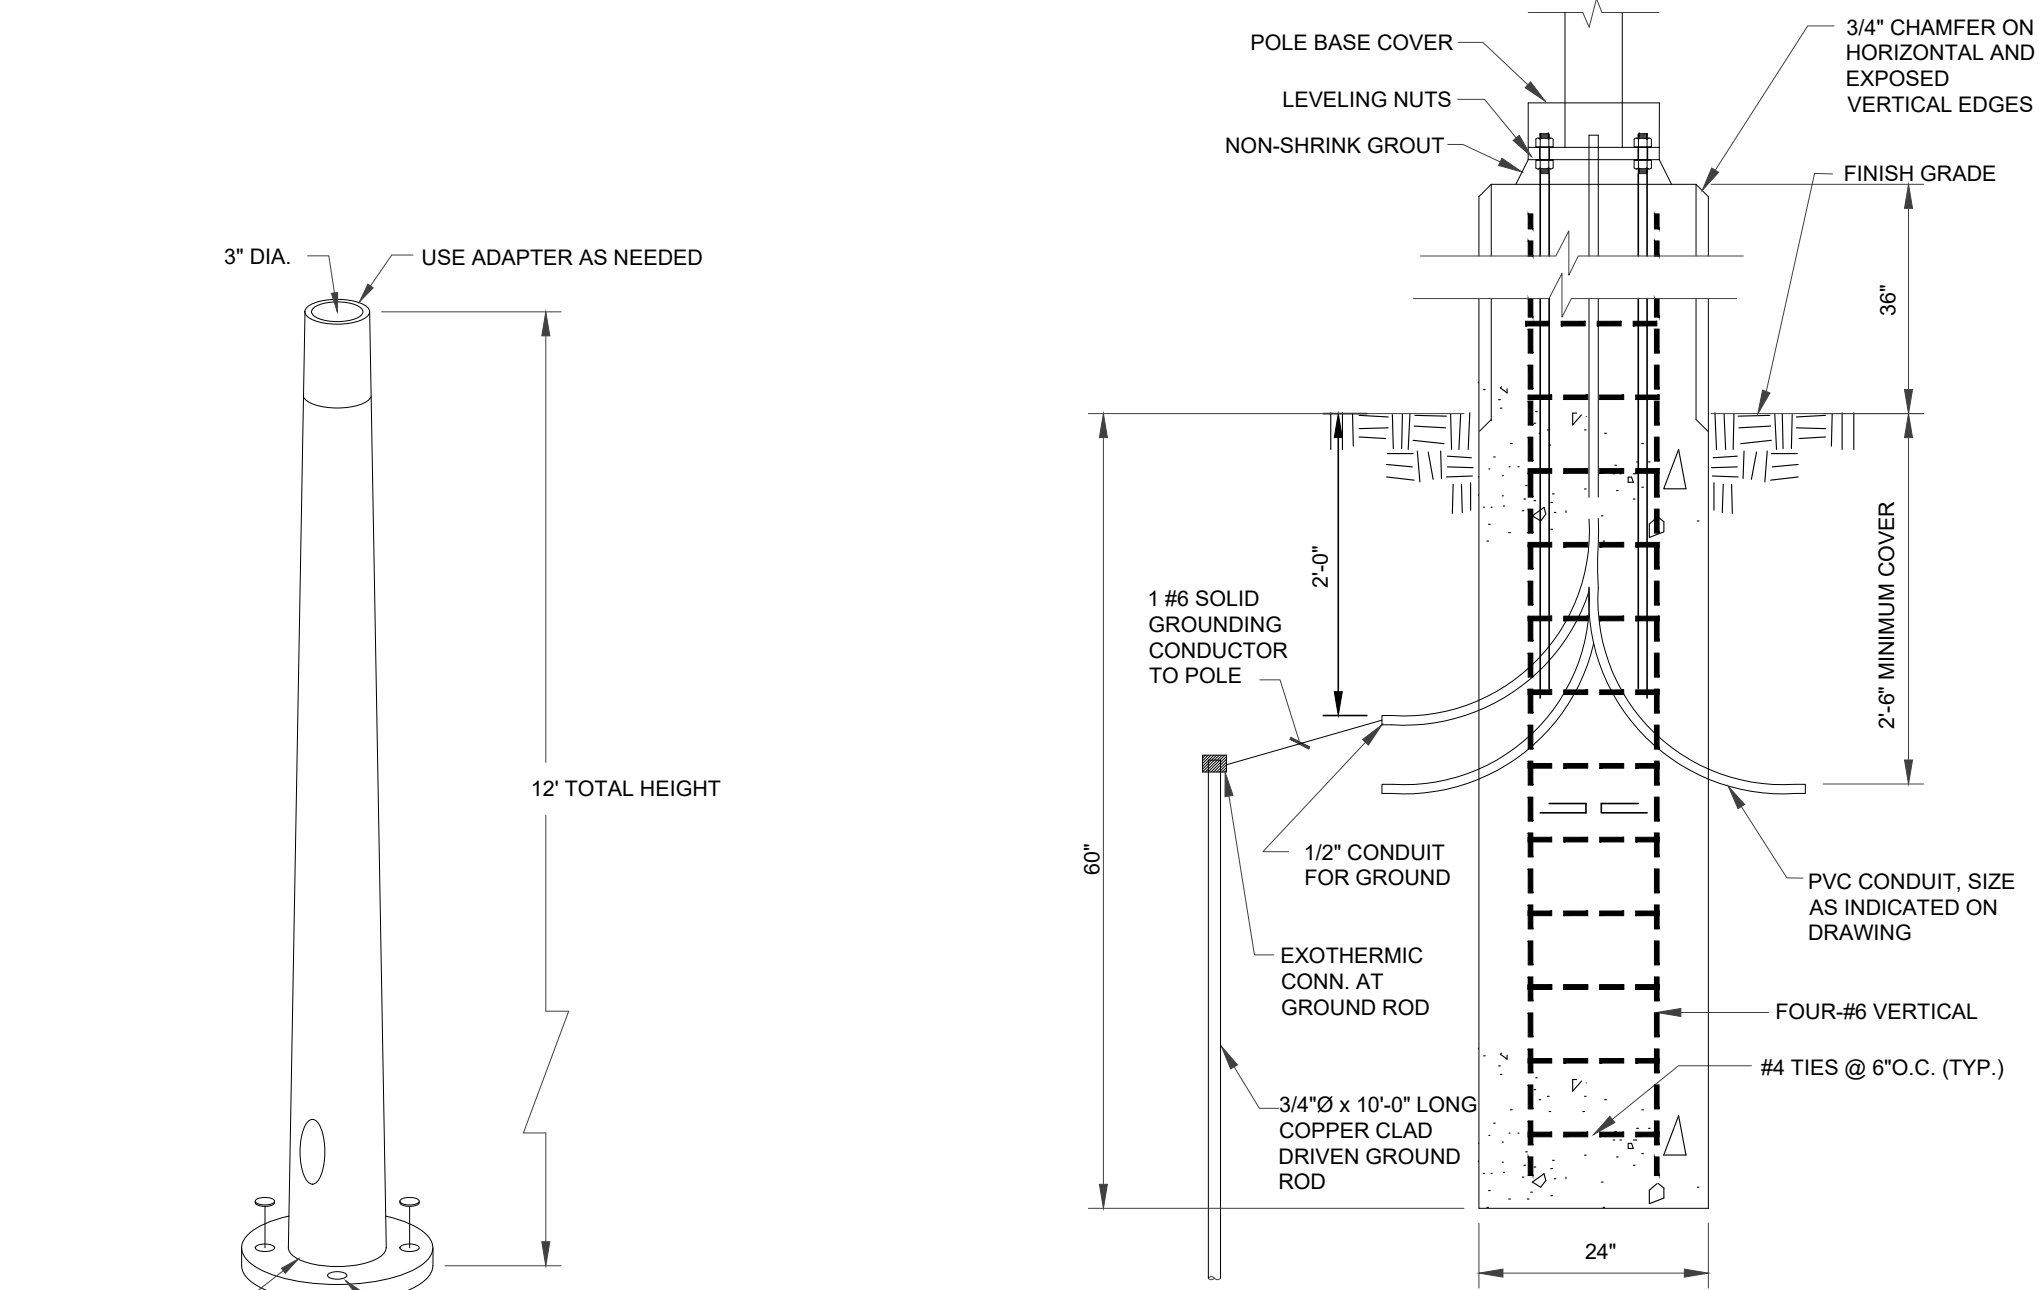 3" DIA.
USE ADAPTER AS NEEDED
12' TOTAL HEIGHT
POLE BASE COVER
LEVELING NUTS
NON-SHRINK GROUT
3/4" CHAMFER ON
HORIZONTAL AND
EXPOSED
VERTICAL EDGES
FINISH GRADE
36"
2'-6" MINIMUM COVER
2'-0"
60"
1 #6 SOLID
GROUNDING
CONDUCTOR
TO POLE
1/2" CONDUIT
FOR GROUND
EXOTHERMIC
CONN. AT
GROUND ROD
3/4"Ø x 10'-0" LONG
COPPER CLAD
DRIVEN GROUND
ROD
PVC CONDUIT, SIZE
AS INDICATED ON
DRAWING
FOUR-#6 VERTICAL
#4 TIES @ 6"O.C. (TYP.)
24"